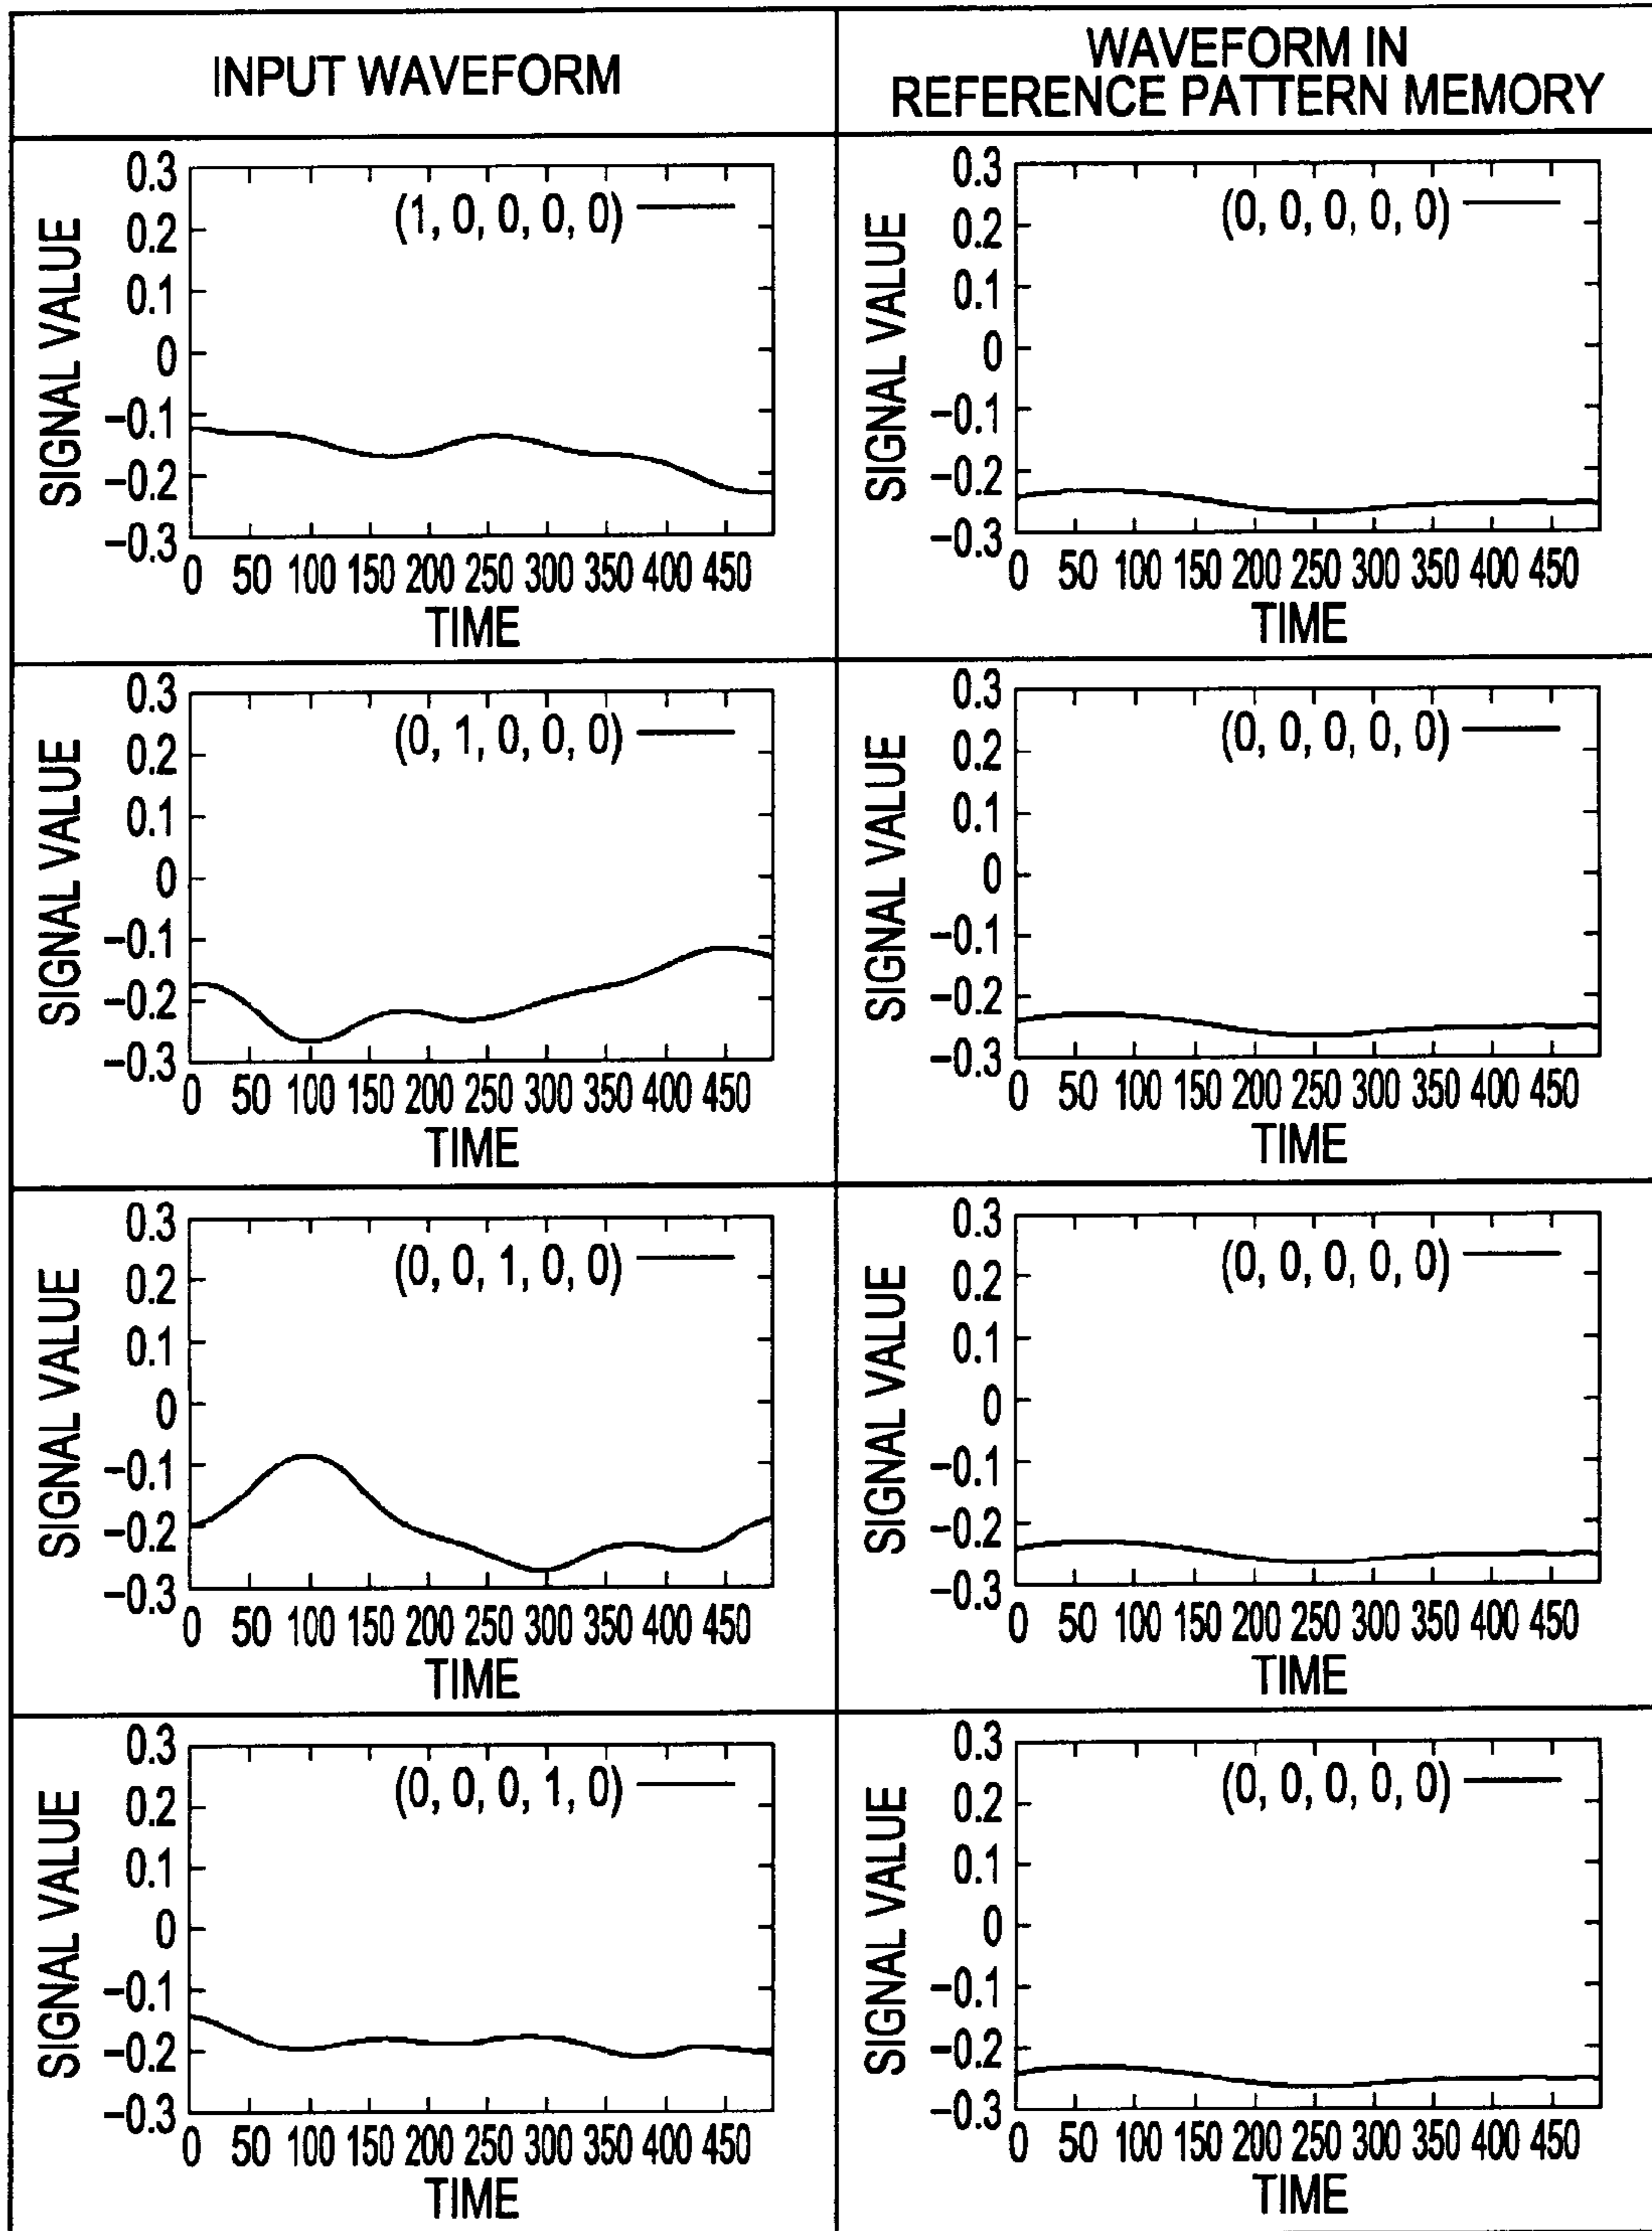 INPUT WAVEFORM
WAVEFORM IN
REFERENCE PATTERN MEMORY
SIGNAL VALUE
0.3
0.2
0.1
0
−0.1
−0.2
−0.3
(1, 0, 0, 0, 0)
0 50 100 150 200 250 300 350 400 450
TIME
SIGNAL VALUE
0.3
0.2
0.1
0
−0.1
−0.2
−0.3
(0, 0, 0, 0, 0)
0 50 100 150 200 250 300 350 400 450
TIME
SIGNAL VALUE
0.3
0.2
0.1
0
−0.1
−0.2
−0.3
(0, 1, 0, 0, 0)
0 50 100 150 200 250 300 350 400 450
TIME
SIGNAL VALUE
0.3
0.2
0.1
0
−0.1
−0.2
−0.3
(0, 0, 0, 0, 0)
0 50 100 150 200 250 300 350 400 450
TIME
SIGNAL VALUE
0.3
0.2
0.1
0
−0.1
−0.2
−0.3
(0, 0, 1, 0, 0)
0 50 100 150 200 250 300 350 400 450
TIME
SIGNAL VALUE
0.3
0.2
0.1
0
−0.1
−0.2
−0.3
(0, 0, 0, 0, 0)
0 50 100 150 200 250 300 350 400 450
TIME
SIGNAL VALUE
0.3
0.2
0.1
0
−0.1
−0.2
−0.3
(0, 0, 0, 1, 0)
0 50 100 150 200 250 300 350 400 450
TIME
SIGNAL VALUE
0.3
0.2
0.1
0
−0.1
−0.2
−0.3
(0, 0, 0, 0, 0)
0 50 100 150 200 250 300 350 400 450
TIME